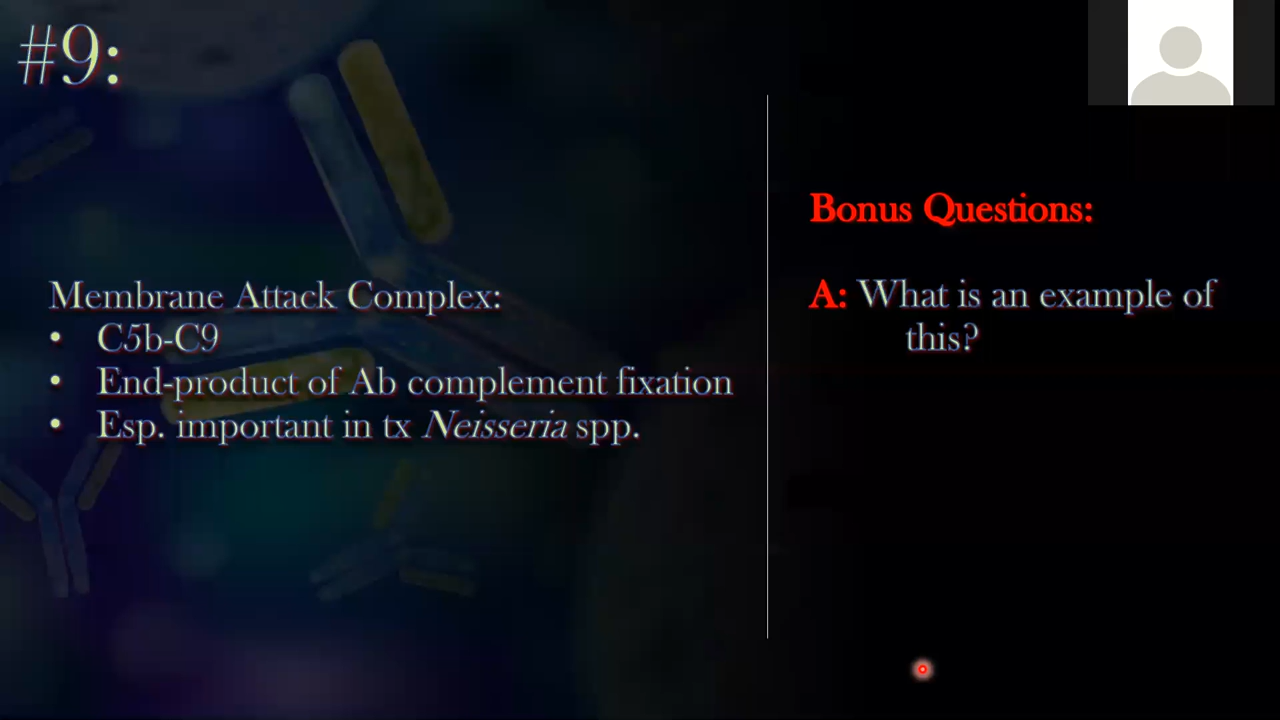 #9:
Membrane Attack Complex:
• C5b-C9
• End-product of Ab complement fixation
• Esp. important in tx Neisseria spp.
Bonus Questions:
A: What is an example of
this?